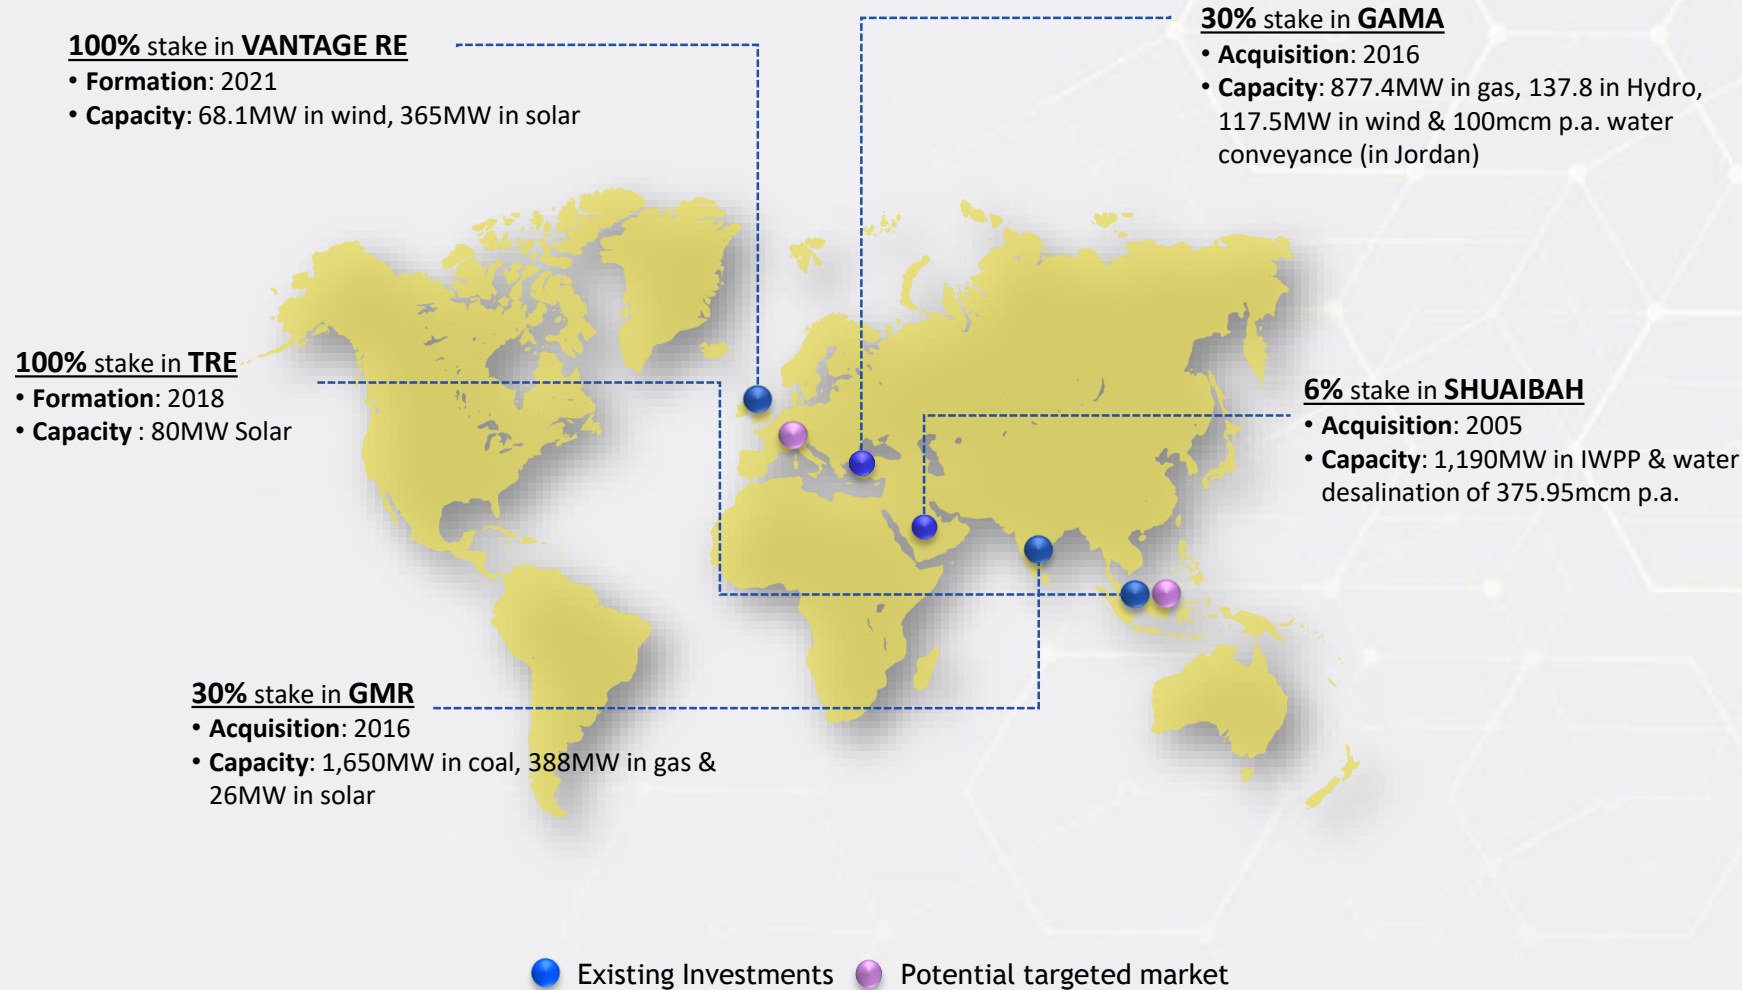 100% stake in VANTAGE RE
• Formation: 2021
• Capacity: 68.1MW in wind, 365MW in solar
30% stake in GAMA
• Acquisition: 2016
• Capacity: 877.4MW in gas, 137.8 in Hydro,
117.5MW in wind & 100mcm p.a. water
conveyance (in Jordan)
100% stake in TRE
• Formation: 2018
• Capacity : 80MW Solar
6% stake in SHUAIBAH
• Acquisition: 2005
• Capacity: 1,190MW in IWPP & water
desalination of 375.95mcm p.a.
30% stake in GMR
• Acquisition: 2016
• Capacity: 1,650MW in coal, 388MW in gas &
26MW in solar
Existing Investments
Potential targeted market